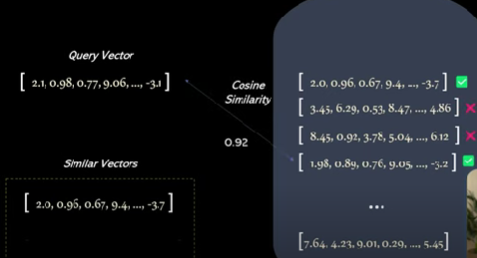 Query Vector
[ 2.1, 0.98, 0.77, 9.06, ..., -3.1 ]
Cosine
Similarity
0.92
Similar Vectors
[ 2.0, 0.96, 0.67, 9.4, ..., -3.7 ]
[ 2.0, 0.96, 0.67, 9.4, ..., -3.7 ]
[ 3.45, 6.29, 0.53, 8.47, ..., 4.86 ]
[ 8.45, 0.92, 3.78, 5.04, ..., 6.12 ]
[ 1.98, 0.89, 0.76, 9.05, ..., -3.2 ]
...
[7.64, 4.23, 9.01, 0.29, ..., 5.45]